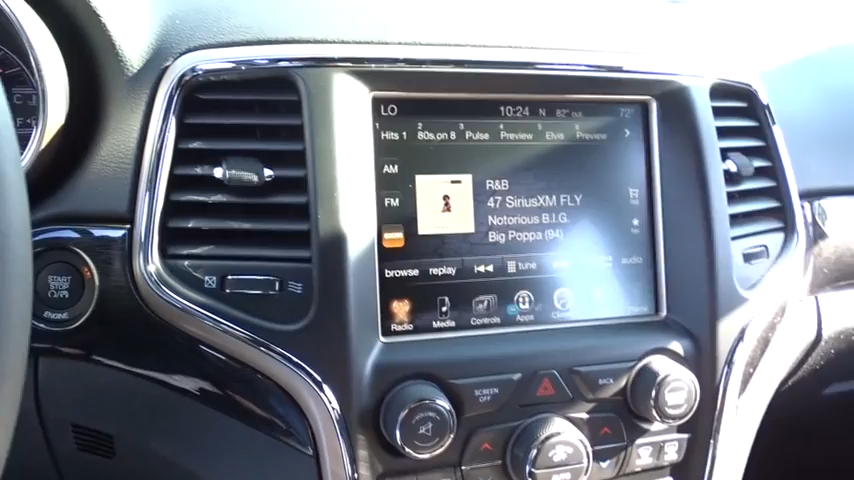 LO 10:24 N 82° out 72°
1 2 3 4 5 6
Hits 1 80s on 8 Pulse Preview Elvis Preview
AM
FM
R&B
47 SiriusXM FLY
Notorious B.I.G.
Big Poppa (94)
browse replay tune audio
Radio Media Controls Apps
START
STOP
ENGINE
VOLUME
SCREEN
OFF
BACK
AUTO